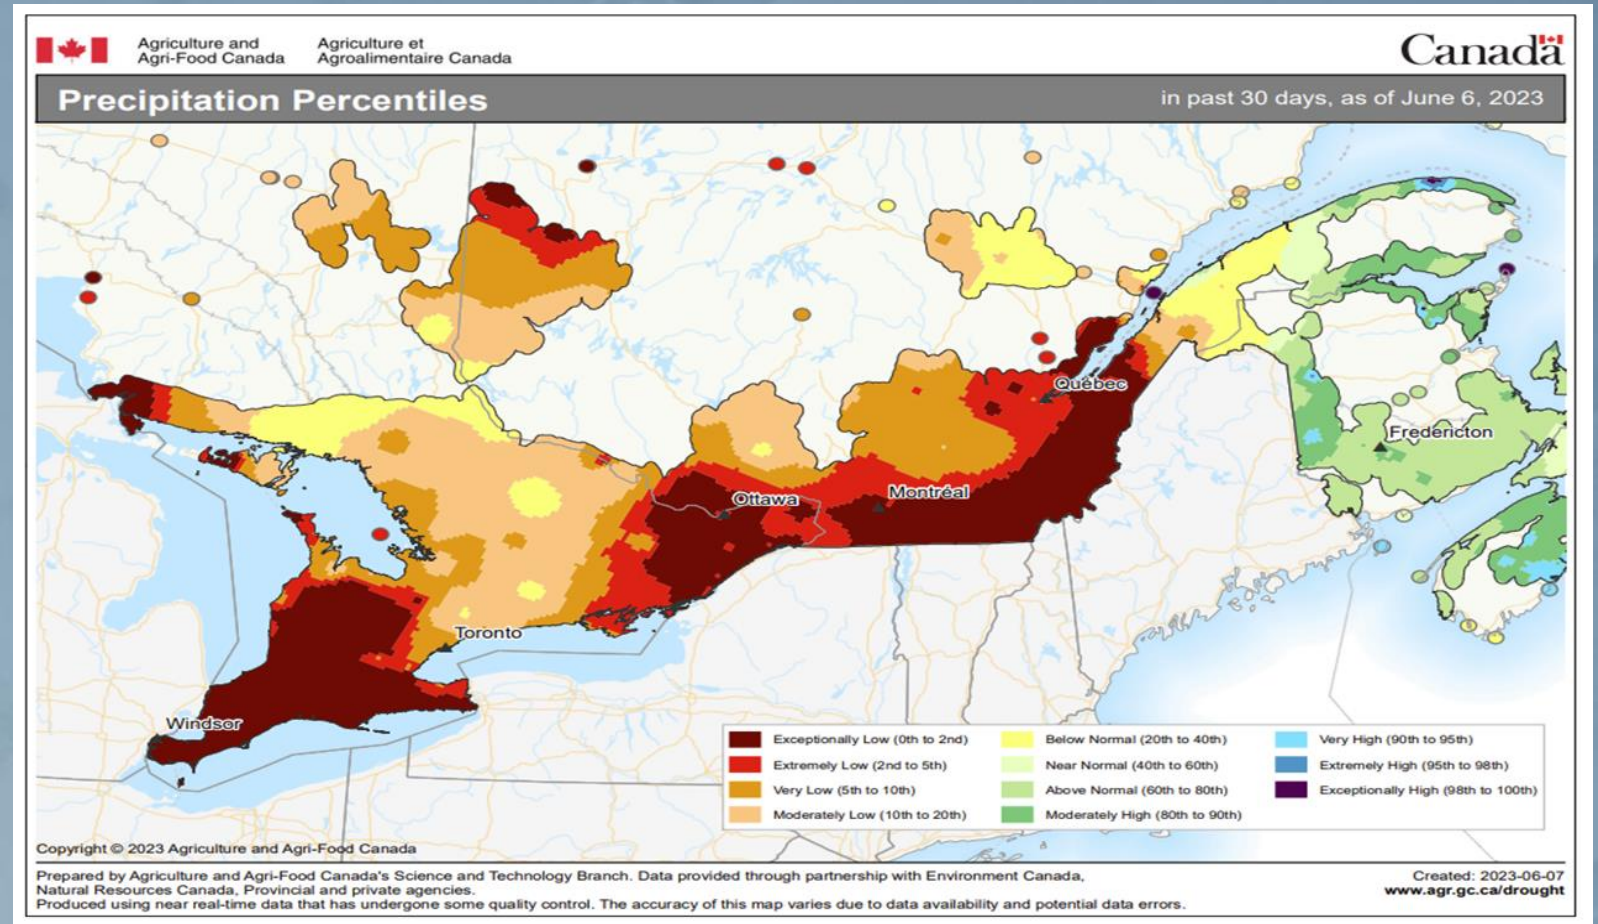 Agriculture and
Agri-Food Canada
Agriculture et
Agroalimentaire Canada
Canada
Precipitation Percentiles
in past 30 days, as of June 6, 2023
Québec
Fredericton
Ottawa
Montréal
Toronto
Windsor
Exceptionally Low (0th to 2nd)
Extremely Low (2nd to 5th)
Very Low (5th to 10th)
Moderately Low (10th to 20th)
Below Normal (20th to 40th)
Near Normal (40th to 60th)
Above Normal (60th to 80th)
Moderately High (80th to 90th)
Very High (90th to 95th)
Extremely High (95th to 98th)
Exceptionally High (98th to 100th)
Copyright © 2023 Agriculture and Agri-Food Canada
Prepared by Agriculture and Agri-Food Canada's Science and Technology Branch. Data provided through partnership with Environment Canada,
Natural Resources Canada, Provincial and private agencies.
Produced using near real-time data that has undergone some quality control. The accuracy of this map varies due to data availability and potential data errors.
Created: 2023-06-07
www.agr.gc.ca/drought